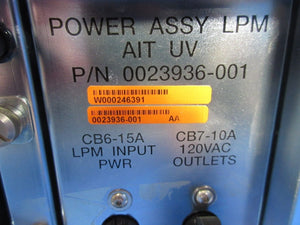 POWER ASSY LPM
AIT UV
P/N 0023936-001
W000246391
0023936-001 AA
CB6-15A CB7-10A
LPM INPUT 120VAC
PWR OUTLETS